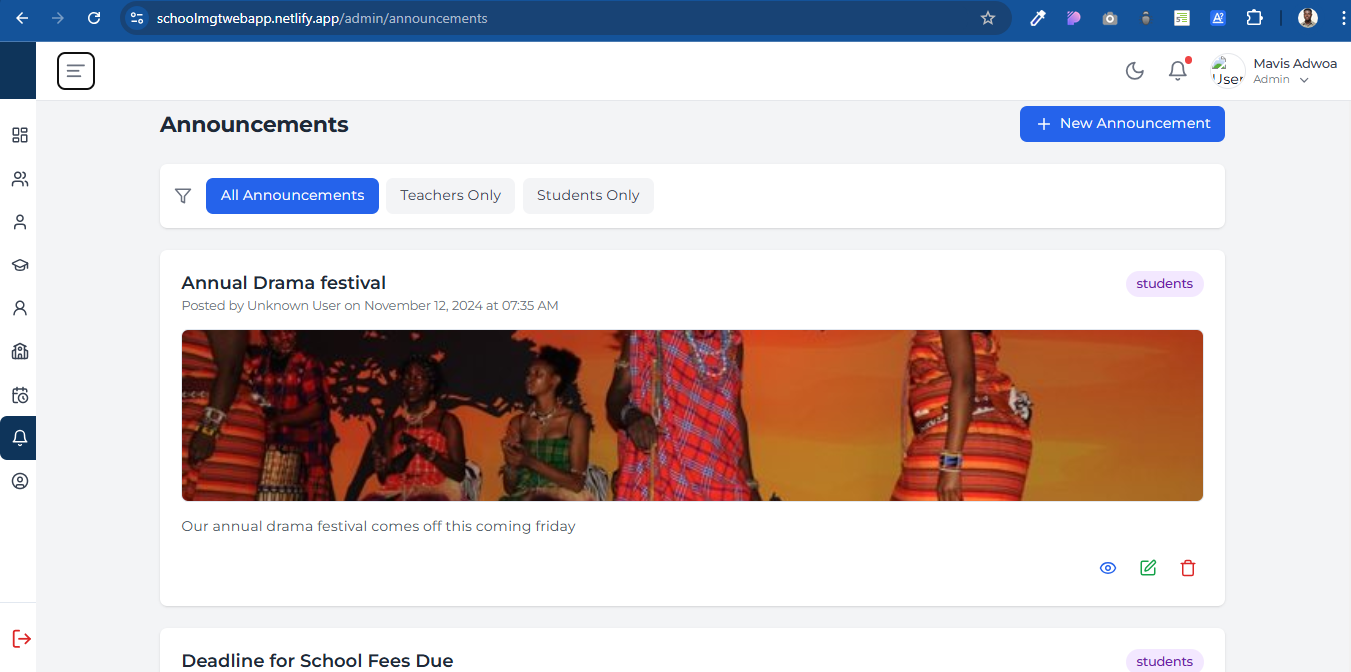 schoolmgtwebapp.netlify.app/admin/announcements
User
Mavis Adwoa
Admin
Announcements
+ New Announcement
All Announcements
Teachers Only
Students Only
Annual Drama festival
students
Posted by Unknown User on November 12, 2024 at 07:35 AM
Our annual drama festival comes off this coming friday
Deadline for School Fees Due
students